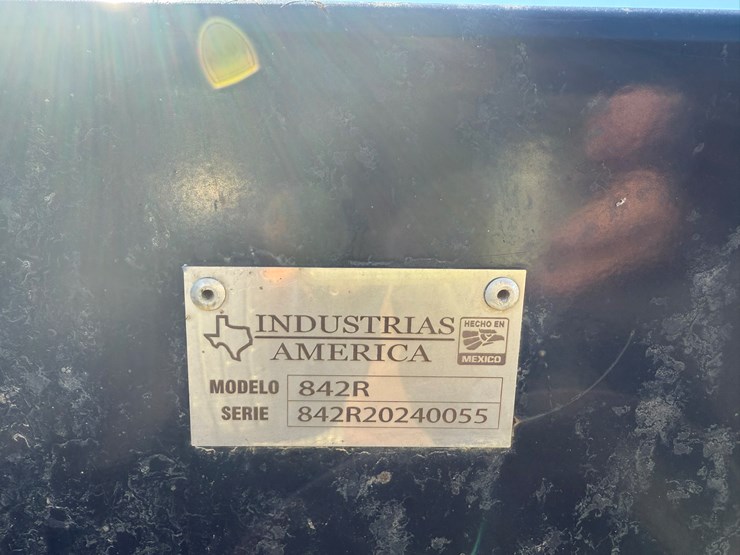 INDUSTRIAS
AMERICA
HECHO EN
MEXICO
MODELO 842R
SERIE 842R20240055